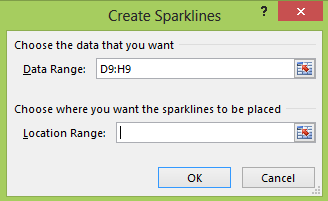 Create Sparklines
?
Choose the data that you want
Data Range: D9:H9
Choose where you want the sparklines to be placed
Location Range:
OK Cancel